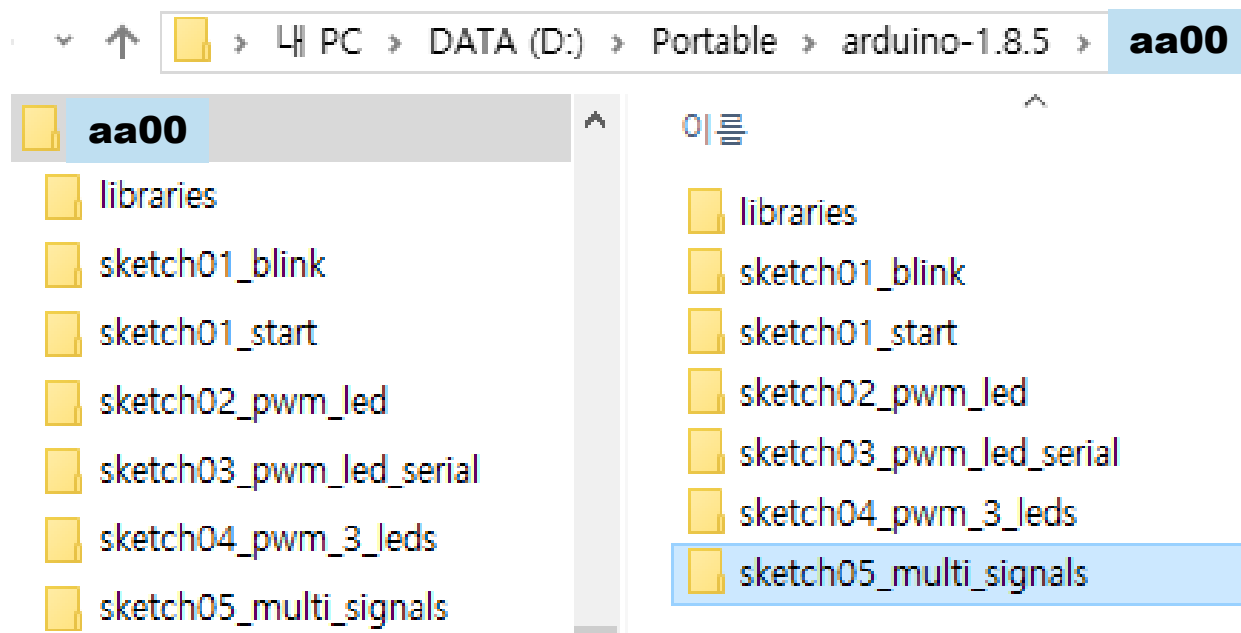 내 PC > DATA (D:) > Portable > arduino-1.8.5 > aa00
aa00
libraries
sketch01_blink
sketch01_start
sketch02_pwm_led
sketch03_pwm_led_serial
sketch04_pwm_3_leds
sketch05_multi_signals
이름
libraries
sketch01_blink
sketch01_start
sketch02_pwm_led
sketch03_pwm_led_serial
sketch04_pwm_3_leds
sketch05_multi_signals